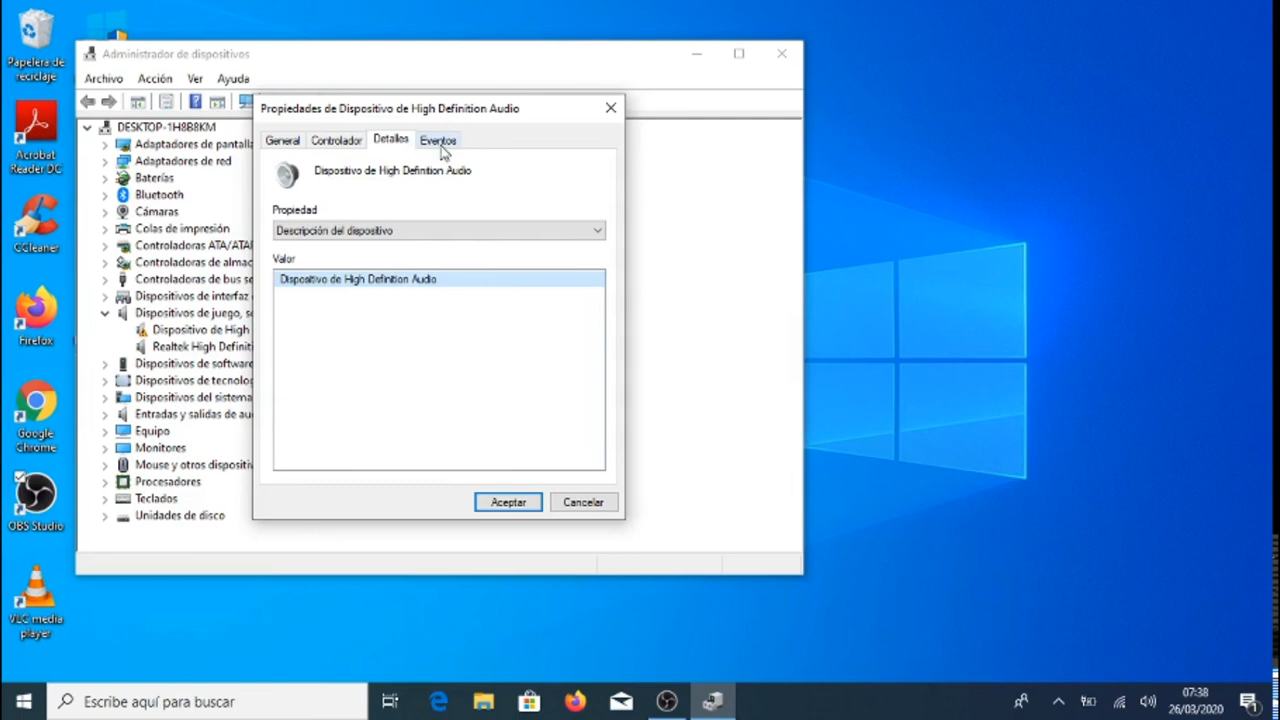 Papelera de
reciclaje
Acrobat
Reader DC
CCleaner
Firefox
Google
Chrome
OBS Studio
VLC media
player
Administrador de dispositivos
Archivo Acción Ver Ayuda
DESKTOP-1H8B8KM
Adaptadores de pantalla
Adaptadores de red
Baterías
Bluetooth
Cámaras
Colas de impresión
Controladoras ATA/ATAI
Controladoras de almac
Controladoras de bus se
Dispositivos de interfaz
Dispositivos de juego, s
Dispositivo de High
Realtek High Definiti
Dispositivos de software
Dispositivos de tecnolog
Dispositivos del sistema
Entradas y salidas de au
Equipo
Monitores
Mouse y otros dispositi
Procesadores
Teclados
Unidades de disco
Propiedades de Dispositivo de High Definition Audio
General Controlador Detalles Eventos
Dispositivo de High Definition Audio
Propiedad
Descripción del dispositivo
Valor
Dispositivo de High Definition Audio
Aceptar Cancelar
Escribe aquí para buscar
07:38
26/03/2020
1